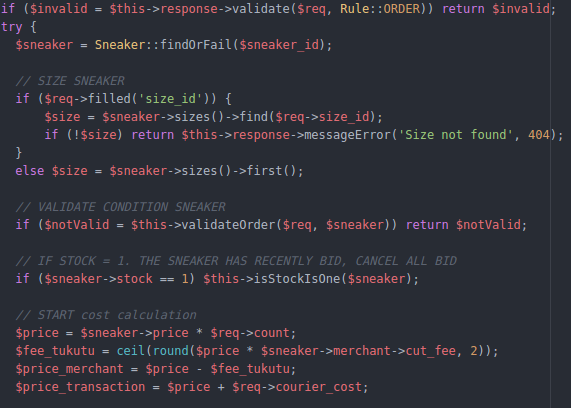 if ($invalid = $this->response->validate($req, Rule::ORDER)) return $invalid;
try {
  $sneaker = Sneaker::findOrFail($sneaker_id);

  // SIZE SNEAKER
  if ($req->filled('size_id')) {
      $size = $sneaker->sizes()->find($req->size_id);
      if (!$size) return $this->response->messageError('Size not found', 404);
  }
  else $size = $sneaker->sizes()->first();

  // VALIDATE CONDITION SNEAKER
  if ($notValid = $this->validateOrder($req, $sneaker)) return $notValid;

  // IF STOCK = 1. THE SNEAKER HAS RECENTLY BID, CANCEL ALL BID
  if ($sneaker->stock == 1) $this->isStockIsOne($sneaker);

  // START cost calculation
  $price = $sneaker->price * $req->count;
  $fee_tukutu = ceil(round($price * $sneaker->merchant->cut_fee, 2));
  $price_merchant = $price - $fee_tukutu;
  $price_transaction = $price + $req->courier_cost;